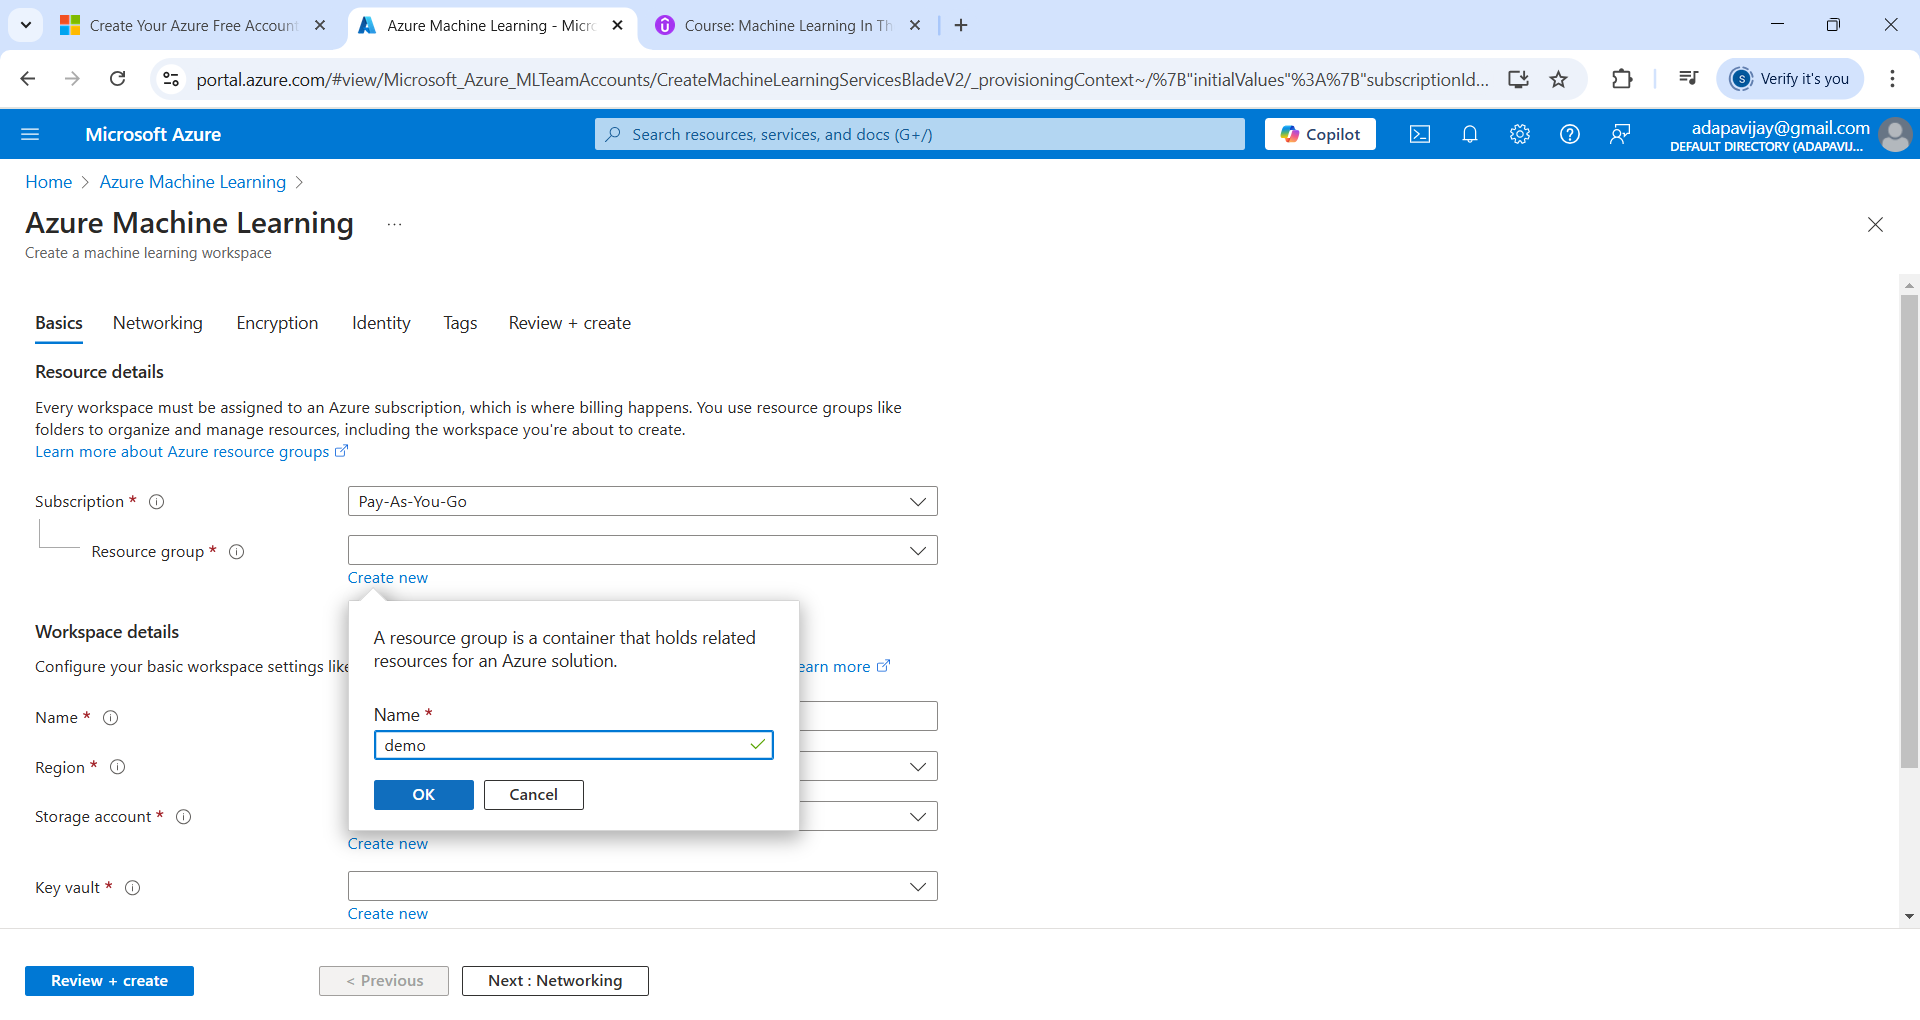 Create Your Azure Free Account
Azure Machine Learning - Micro
Course: Machine Learning In Th
portal.azure.com/#view/Microsoft_Azure_MLTeamAccounts/CreateMachineLearningServicesBladeV2/_provisioningContext~/%7B"initialValues"%3A%7B"subscriptionId...
Verify it's you
Microsoft Azure
Search resources, services, and docs (G+/)
Copilot
adapavijay@gmail.com
DEFAULT DIRECTORY (ADAPAVIJ...
Home > Azure Machine Learning >
Azure Machine Learning ...
Create a machine learning workspace
Basics Networking Encryption Identity Tags Review + create
Resource details
Every workspace must be assigned to an Azure subscription, which is where billing happens. You use resource groups like
folders to organize and manage resources, including the workspace you're about to create.
Learn more about Azure resource groups
Subscription *
Pay-As-You-Go
Resource group *
Create new
A resource group is a container that holds related
resources for an Azure solution.
Name *
demo
OK Cancel
Workspace details
Configure your basic workspace settings like
earn more
Name *
Region *
Storage account *
Create new
Key vault *
Create new
Review + create
< Previous
Next : Networking